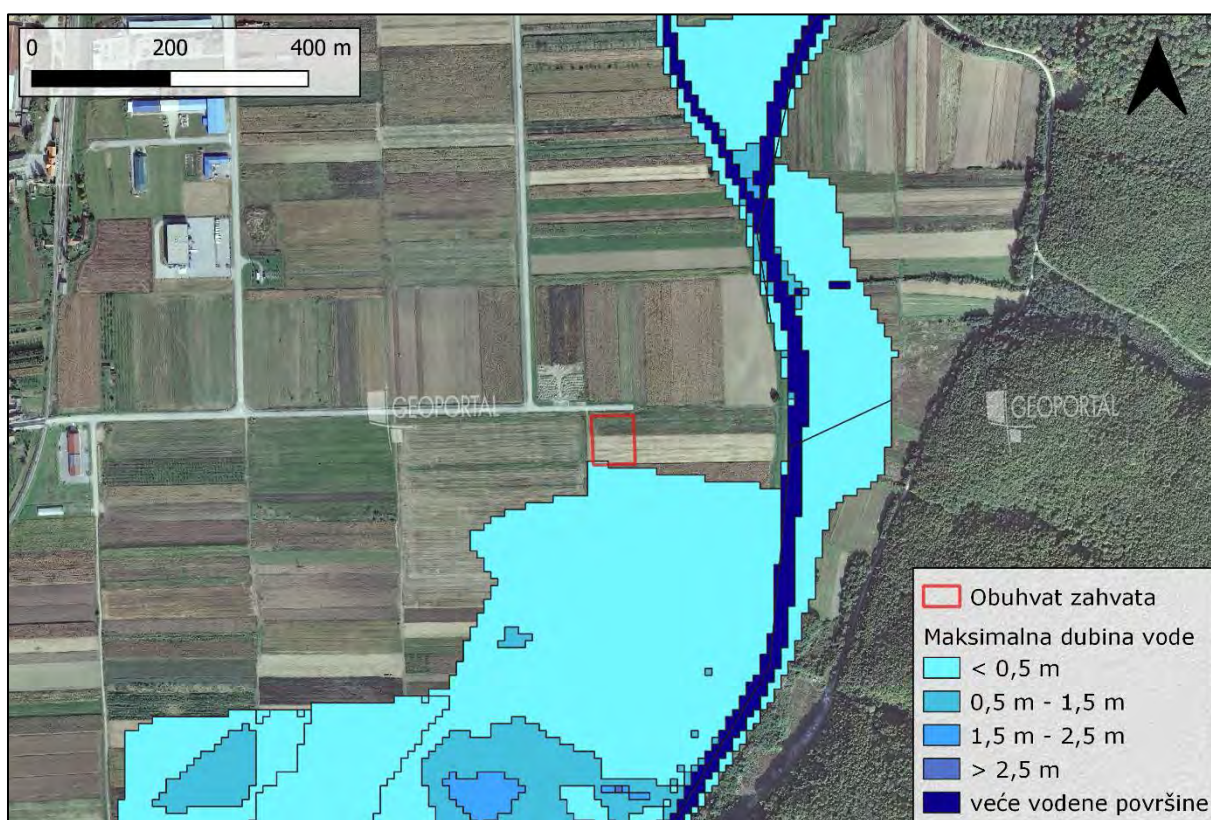 0 200 400 m
GEOPORTAL
GEOPORTAL
Obuhvat zahvata
Maksimalna dubina vode
< 0,5 m
0,5 m - 1,5 m
1,5 m - 2,5 m
> 2,5 m
veće vodene površine